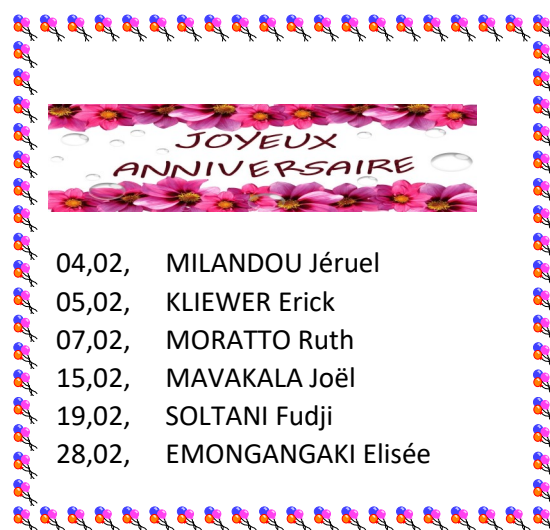 JOYEUX
ANNIVERSAIRE
04,02, MILANDOU Jéruel
05,02, KLIEWER Erick
07,02, MORATTO Ruth
15,02, MAVAKALA Joël
19,02, SOLTANI Fudji
28,02, EMONGANGAKI Elisée